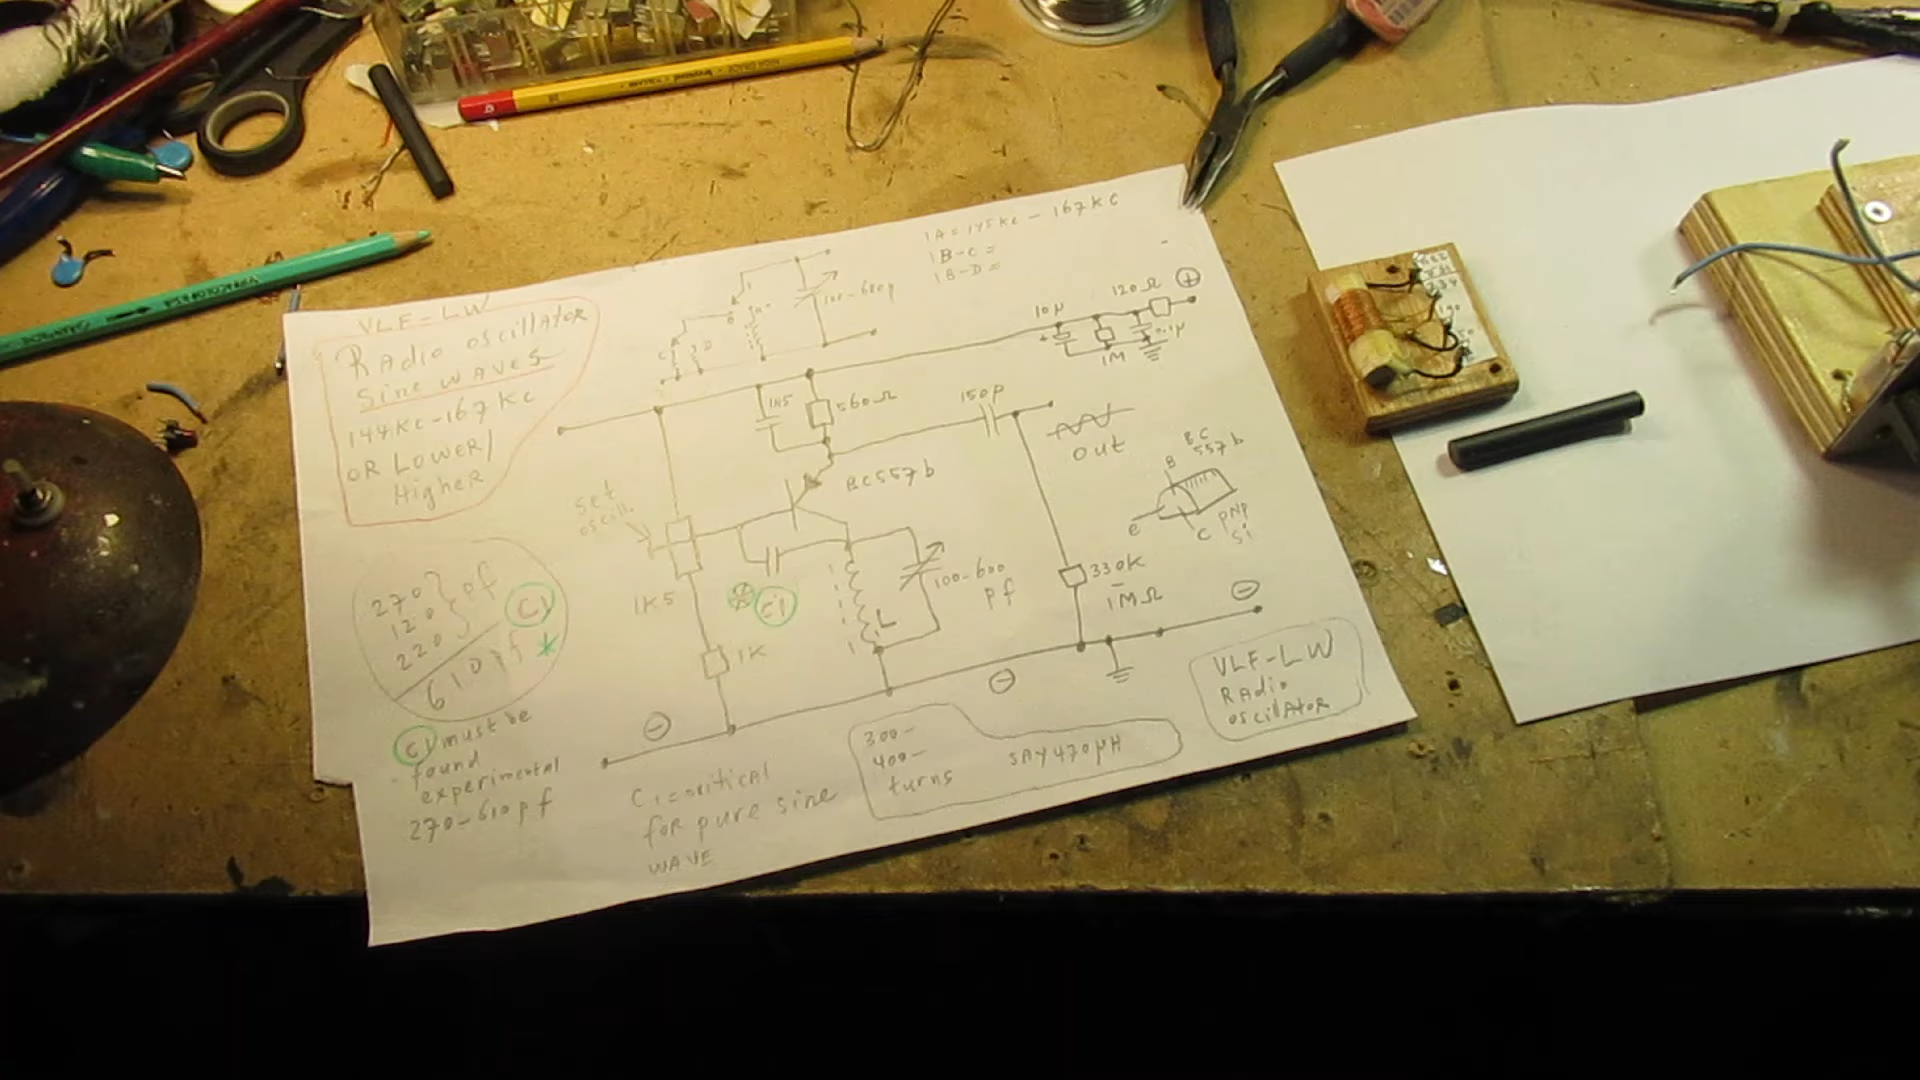 VLF-LW
Radio oscillator
sine waves
144Kc-167Kc
OR Lower/
Higher
100-600p
1A = 145Kc - 167KC
1B-C =
1B-D =
10µ
120Ω
+
0.1µ
1M
1n5
560Ω
150p
out
BC557b
BC
557b
B
e
C
PNP
Si
set
oscill.
1K5
* C1
100-600
pf
L
330K
-
1MΩ
1K
270
120
220
pf
C1
610pf *
C1 must be
found
experimental
270-610pf
C1=critical
for pure sine
wave
300-
400-
turns
SAY 470µH
VLF-LW
Radio
oscillator